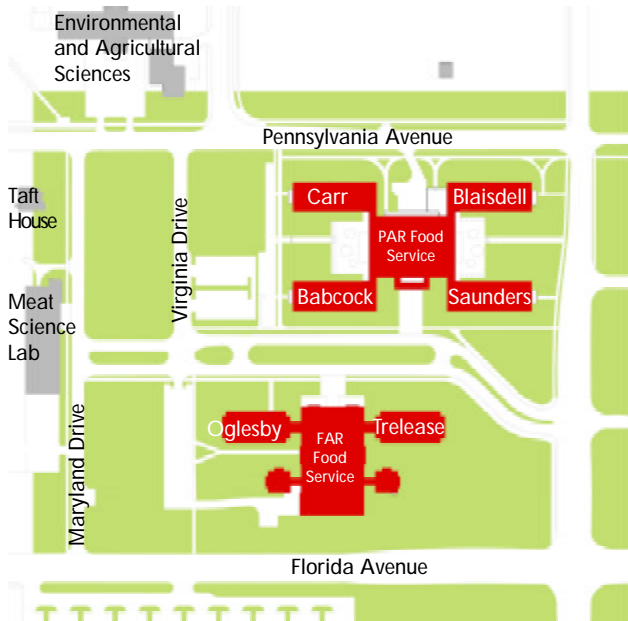 Environmental
and Agricultural
Sciences
Pennsylvania Avenue
Taft
House
Carr
Blaisdell
Virginia Drive
PAR Food
Service
Meat
Science
Lab
Babcock
Saunders
Maryland Drive
Oglesby
Trelease
FAR
Food
Service
Florida Avenue